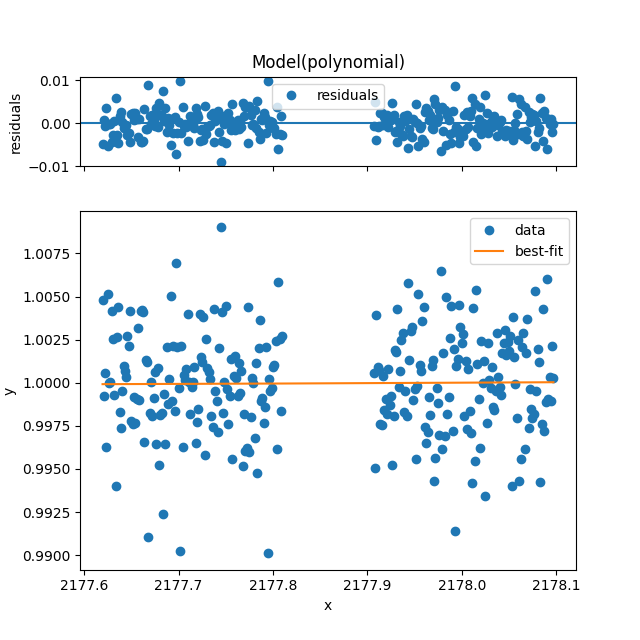 Model(polynomial)
0.01
0.00
−0.01
residuals
residuals
1.0075
1.0050
1.0025
1.0000
0.9975
0.9950
0.9925
0.9900
y
data
best-fit
2177.6 2177.7 2177.8 2177.9 2178.0 2178.1
x